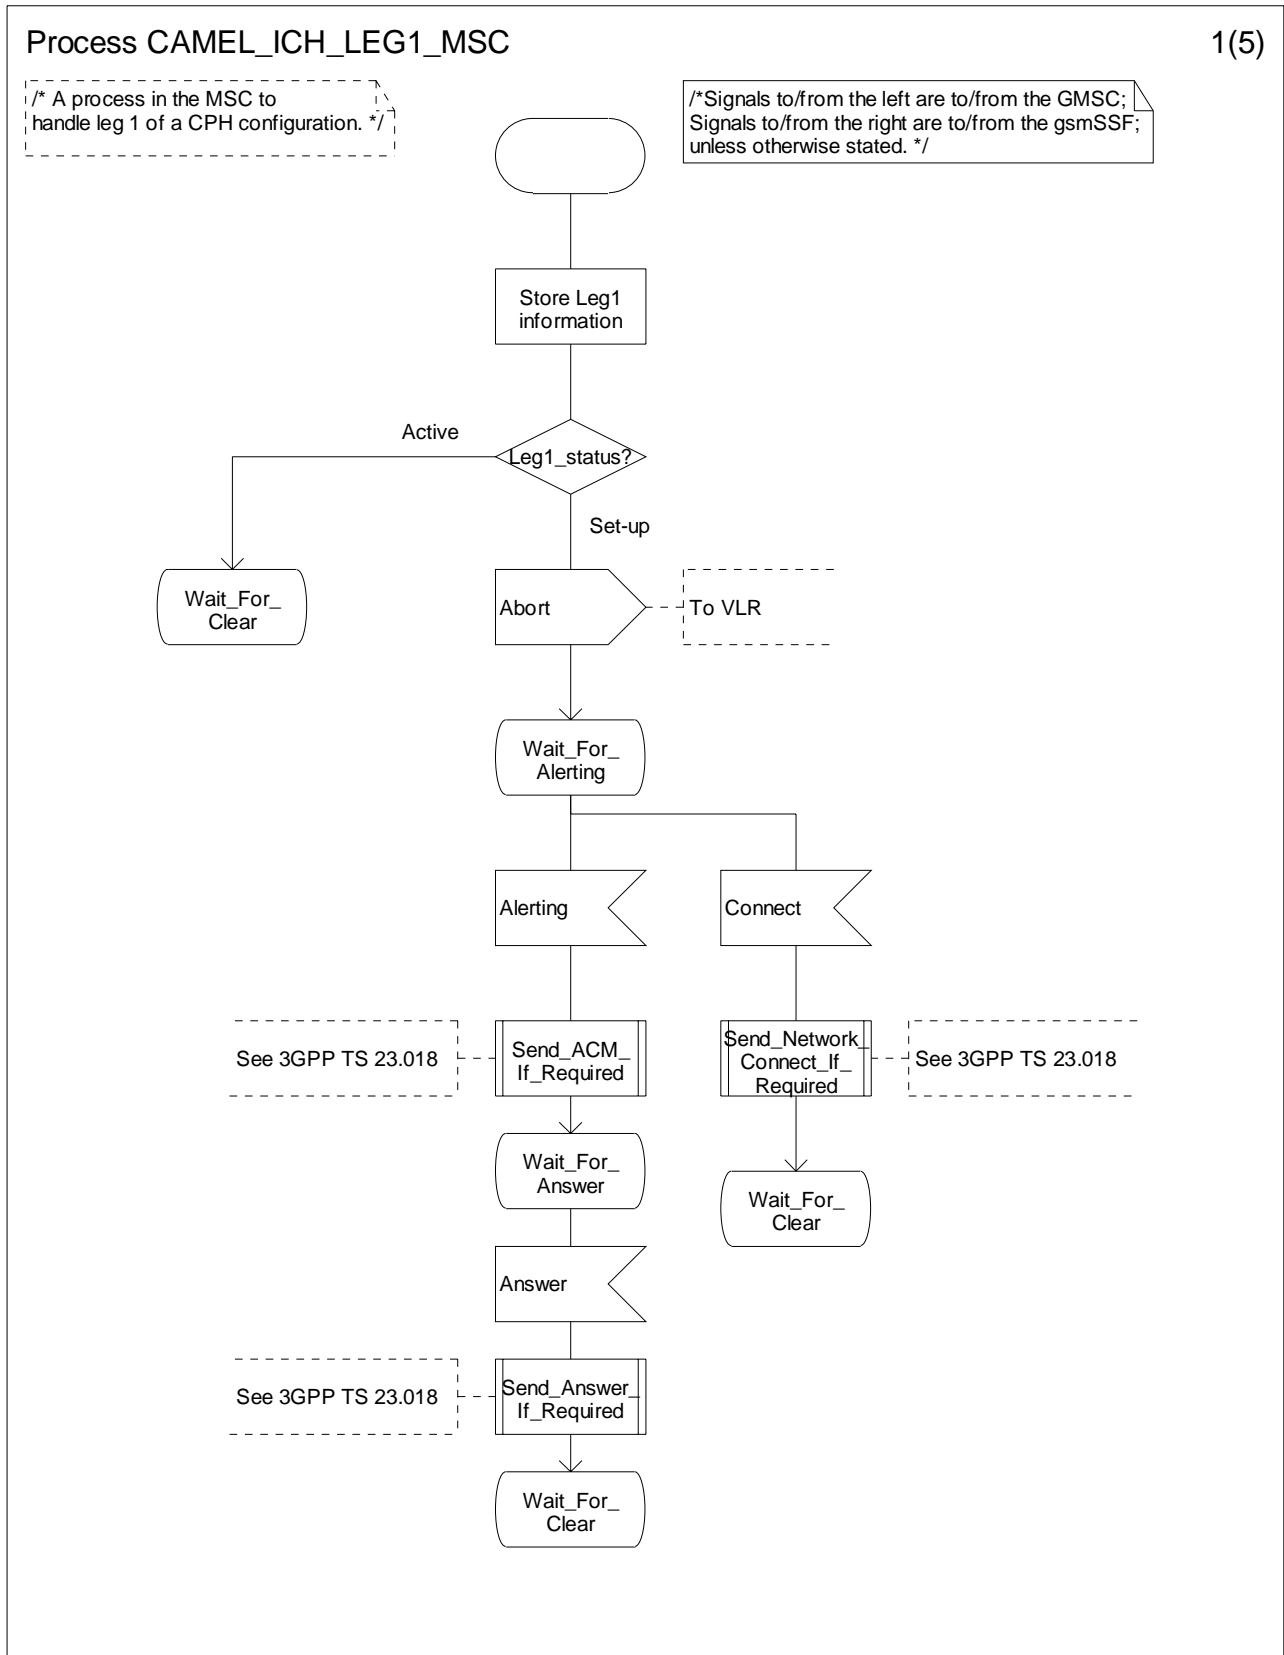 Process CAMEL_ICH_LEG1_MSC
1(5)
/* A process in the MSC to
handle leg 1 of a CPH configuration. */
/*Signals to/from the left are to/from the GMSC;
Signals to/from the right are to/from the gsmSSF;
unless otherwise stated. */
Store Leg1
information
Active
Leg1_status?
Set-up
Wait_For_
Clear
Abort
To VLR
Wait_For_
Alerting
Alerting
Connect
See 3GPP TS 23.018
Send_ACM_
If_Required
Send_Network_
Connect_If_
Required
See 3GPP TS 23.018
Wait_For_
Answer
Wait_For_
Clear
Answer
See 3GPP TS 23.018
Send_Answer_
If_Required
Wait_For_
Clear